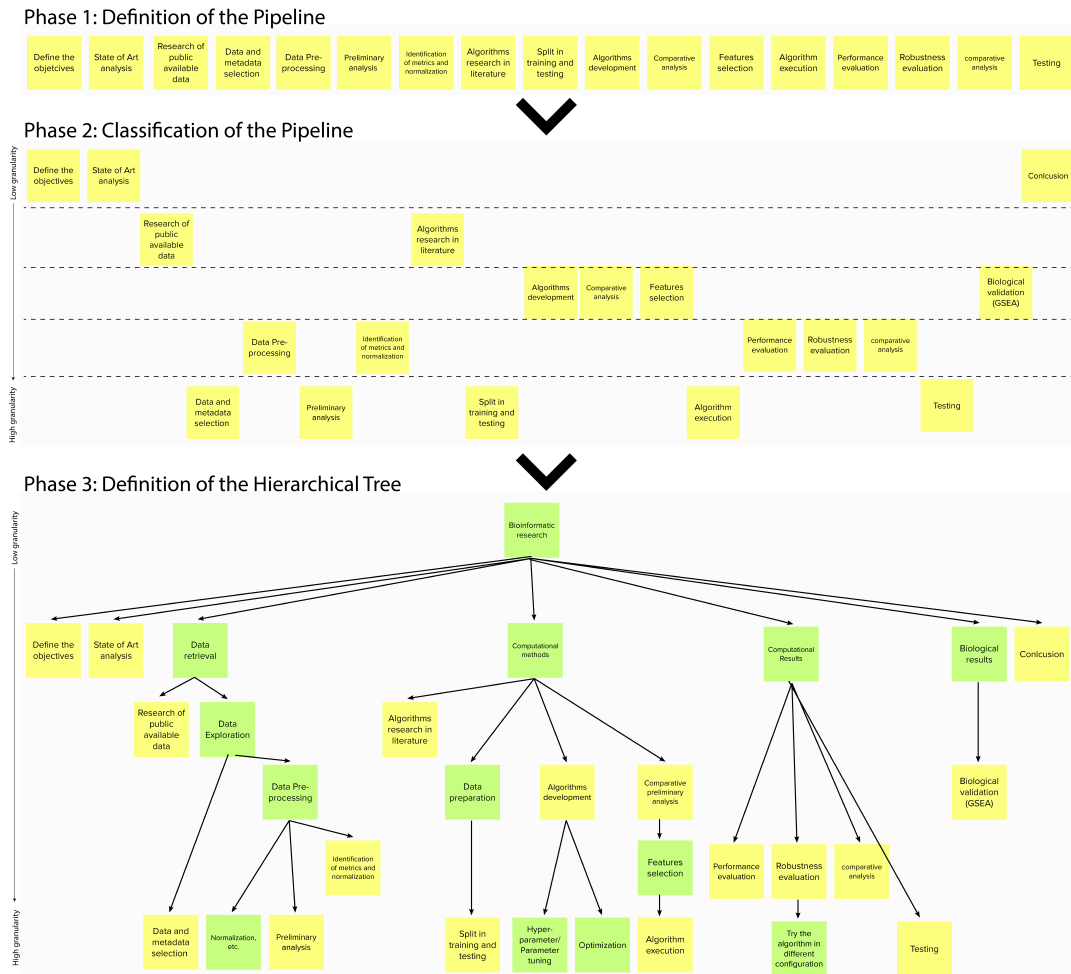 Phase 1: Definition of the Pipeline
Define the
objetcives
State of Art
analysis
Research of
public
available
data
Data and
metadata
selection
Data Pre-
processing
Preliminary
analysis
Identification
of metrics and
normalization
Algorithms
research in
literature
Split in
training and
testing
Algorithms
development
Comparative
analysis
Features
selection
Algorithm
execution
Performance
evaluation
Robustness
evaluation
comparative
analysis
Testing
Phase 2: Classification of the Pipeline
Low granularity
High granularity
Define the
objectives
State of Art
analysis
Conlcusion
Research of
public
available
data
Algorithms
research in
literature
Algorithms
development
Comparative
analysis
Features
selection
Biological
validation
(GSEA)
Data Pre-
processing
Identification
of metrics and
normalization
Performance
evaluation
Robustness
evaluation
comparative
analysis
Data and
metadata
selection
Preliminary
analysis
Split in
training and
testing
Algorithm
execution
Testing
Phase 3: Definition of the Hierarchical Tree
Low granularity
High granularity
Bioinformatic
research
Define the
objectives
State of Art
analysis
Data
retrieval
Computational
methods
Computational
Results
Biological
results
Conlcusion
Research of
public
available
data
Data
Exploration
Algorithms
research in
literature
Data Pre-
processing
Data
preparation
Algorithms
development
Comparative
preliminary
analysis
Biological
validation
(GSEA)
Identification
of metrics and
normalization
Features
selection
Performance
evaluation
Robustness
evaluation
comparative
analysis
Data and
metadata
selection
Normalization,
etc.
Preliminary
analysis
Split in
training and
testing
Hyper-
parameter/
Parameter
tuning
Optimization
Algorithm
execution
Try the
algorithm in
different
configuration
Testing